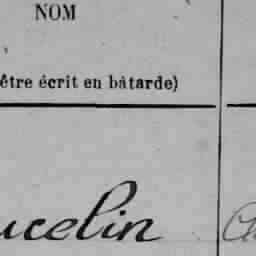 NOM
être écrit en bâtarde)
ucelin